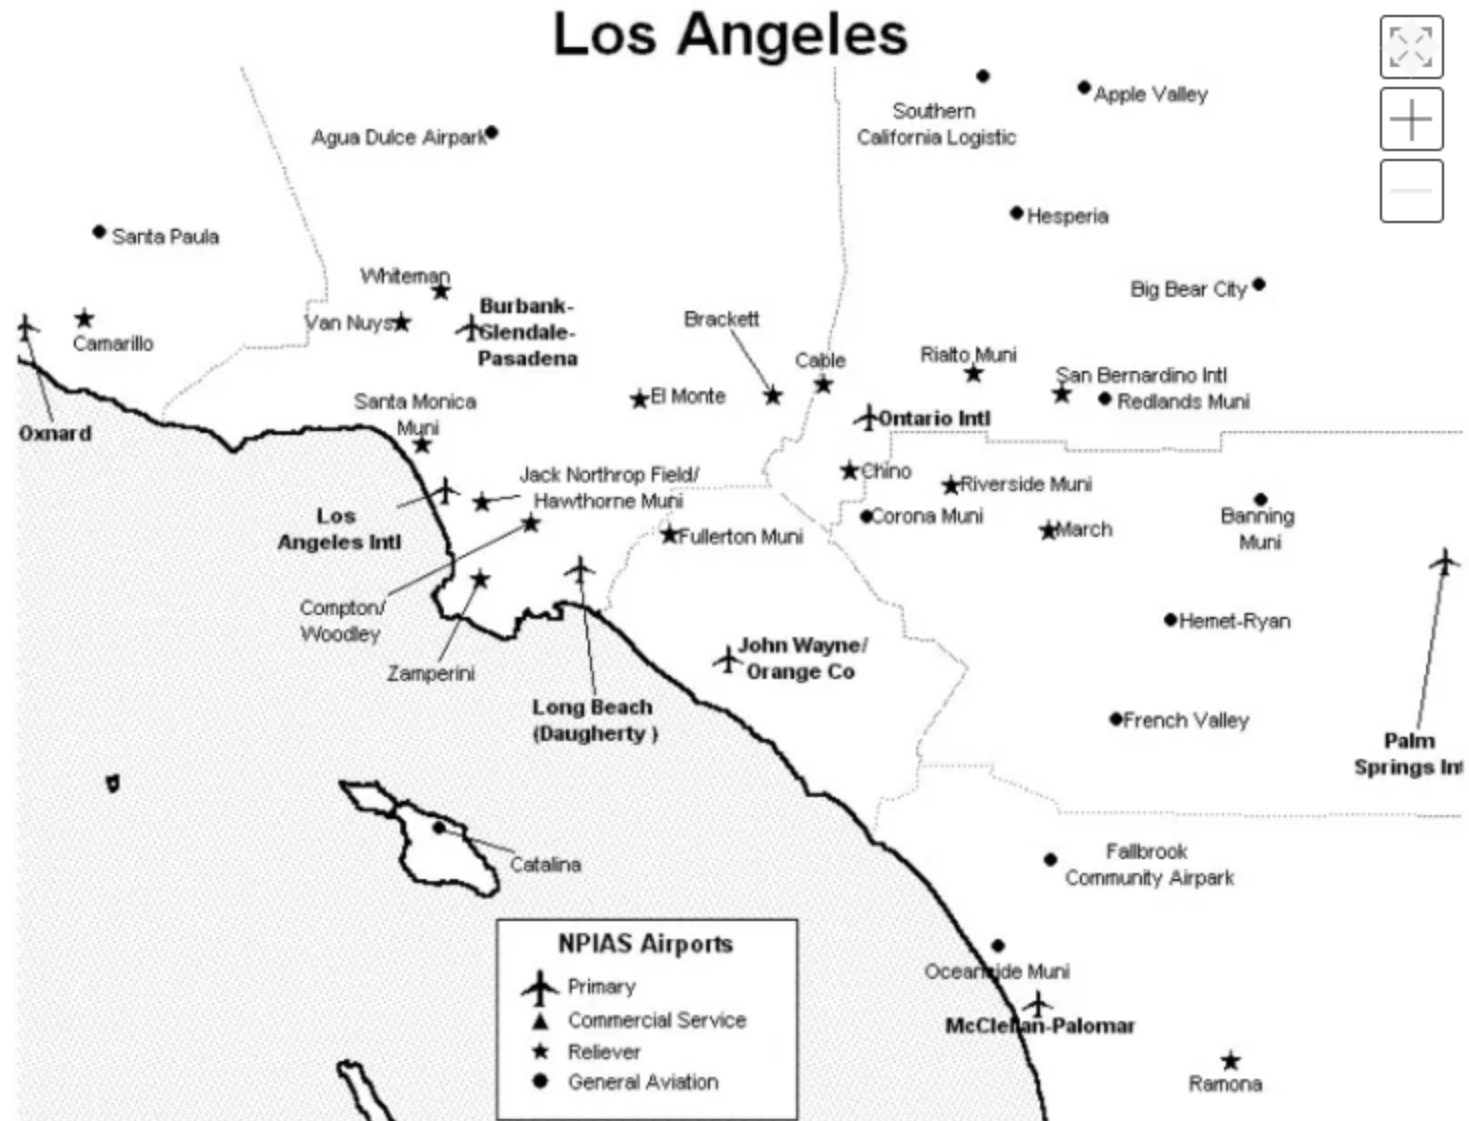 Los Angeles
Southern
California Logistic
Apple Valley
Agua Dulce Airpark
Hesperia
Santa Paula
Whiteman
Big Bear City
Burbank-
Glendale-
Pasadena
Van Nuys
Camarillo
Brackett
Cable
Rialto Muni
San Bernardino Intl
Redlands Muni
El Monte
Santa Monica
Muni
Ontario Intl
Oxnard
Jack Northrop Field/
Hawthorne Muni
Chino
Riverside Muni
Los
Angeles Intl
Corona Muni
Banning
Muni
March
Fullerton Muni
Compton/
Woodley
Hemet-Ryan
John Wayne/
Orange Co
Zamperini
Long Beach
(Daugherty )
French Valley
Palm
Springs Int
Catalina
Fallbrook
Community Airpark
Oceanside Muni
McClellan-Palomar
Ramona
NPIAS Airports
Primary
Commercial Service
Reliever
General Aviation